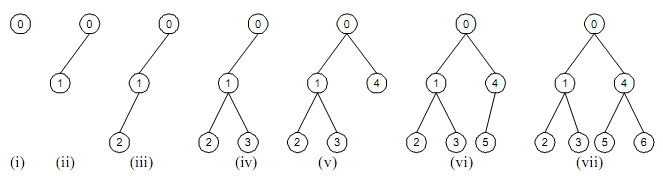 0 0 0 0 0 0 0
1 1 1 1 4 1 4 1 4
2 2 3 2 3 2 3 5 2 3 5 6
(i) (ii) (iii) (iv) (v) (vi) (vii)